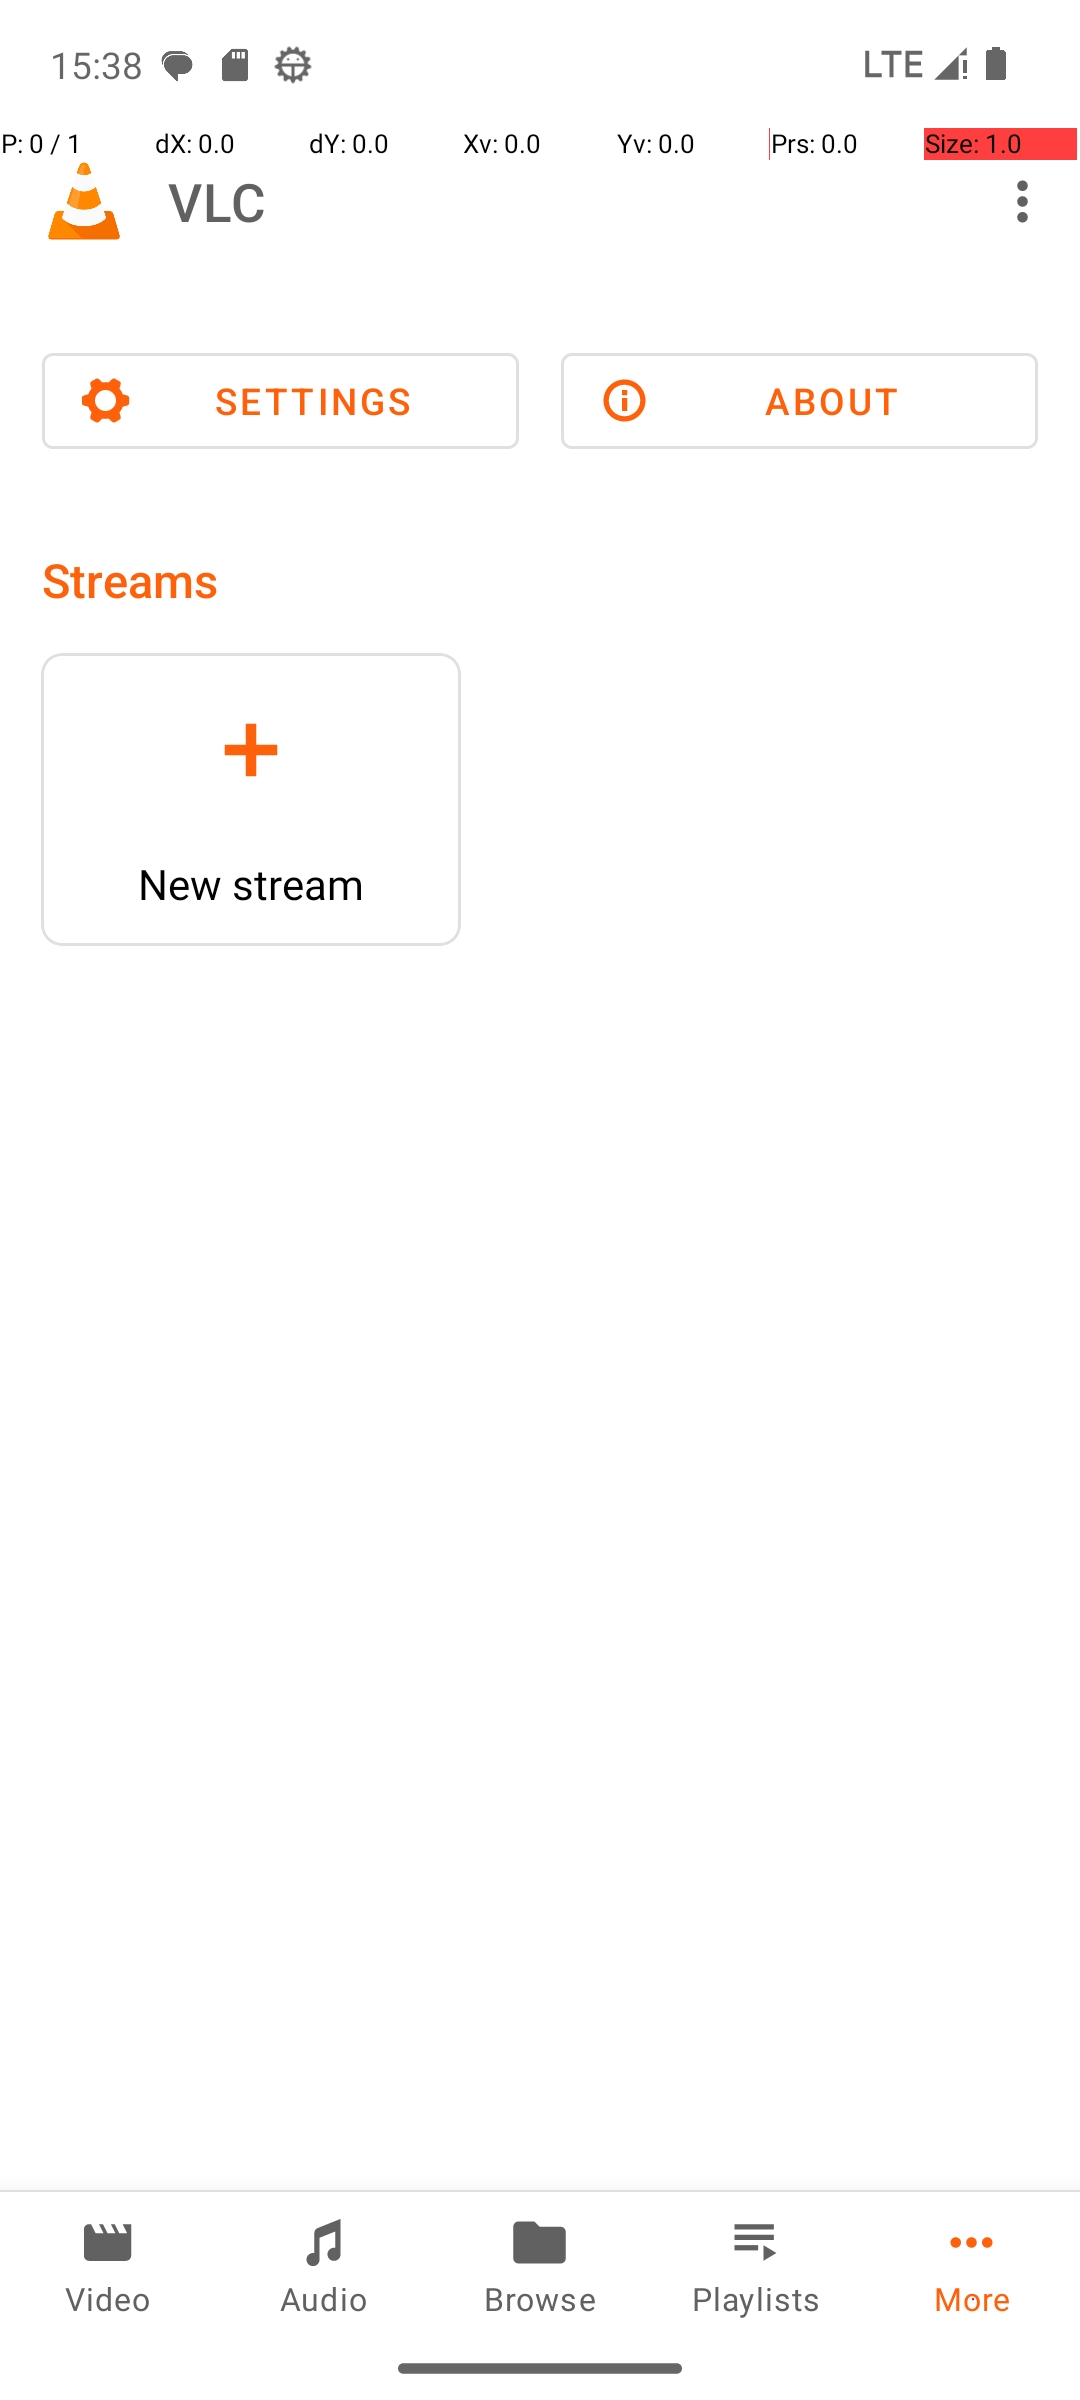 15:38 LTE
P: 0 / 1 dX: 0.0 dY: 0.0 Xv: 0.0 Yv: 0.0 Prs: 0.0 Size: 1.0
VLC
SETTINGS ABOUT
Streams
New stream
Video Audio Browse Playlists More